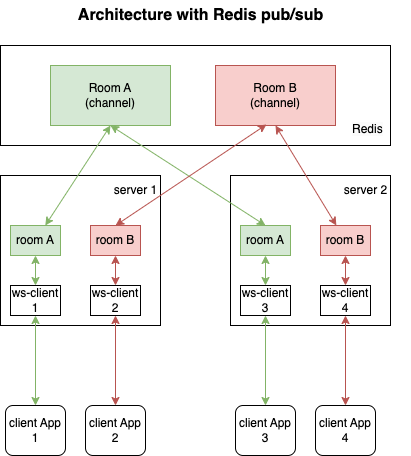 Architecture with Redis pub/sub
Room A
(channel)
Room B
(channel)
Redis
server 1
server 2
room A
room B
room A
room B
ws-client
1
ws-client
2
ws-client
3
ws-client
4
client App
1
client App
2
client App
3
client App
4